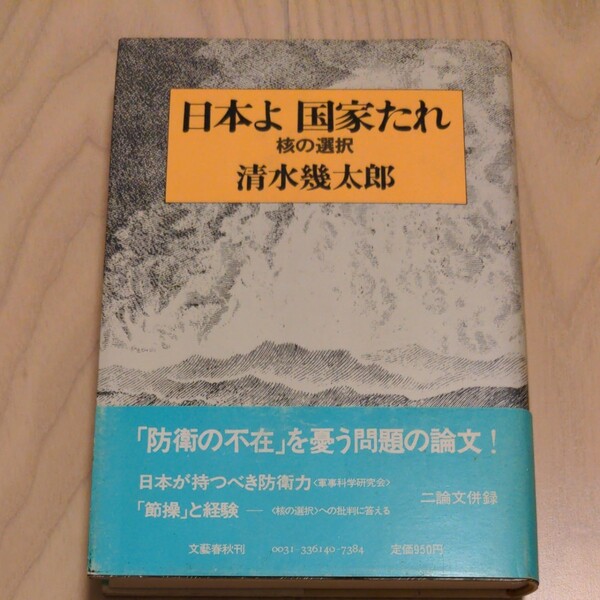 日本よ 国家たれ
核の選択
清水幾太郎
「防衛の不在」を憂う問題の論文!
日本が持つべき防衛力〈軍事科学研究会〉
「節操」と経験——〈核の選択〉への批判に答える
二論文併録
文藝春秋刊 0031-336140-7384 定価950円